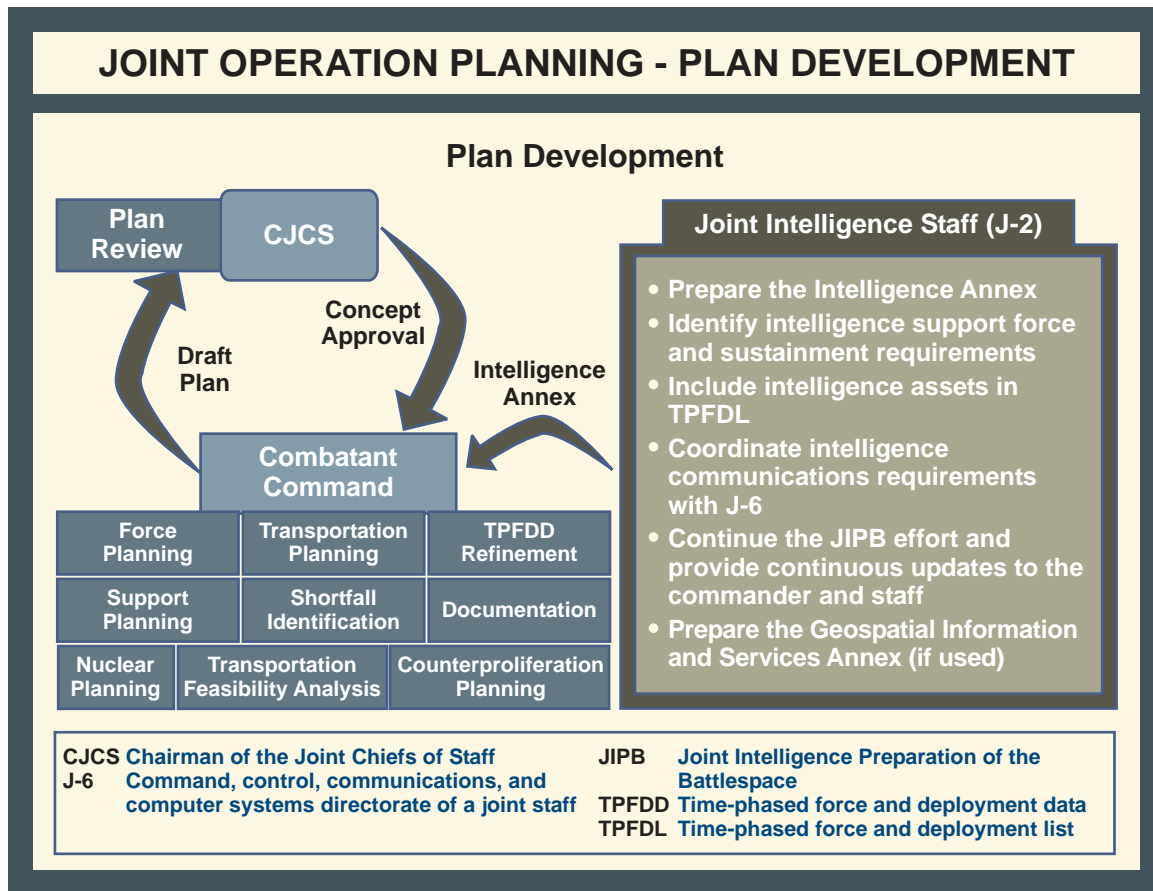 JOINT OPERATION PLANNING - PLAN DEVELOPMENT
Plan Development
Plan
Review
CJCS
Concept
Approval
Draft
Plan
Intelligence
Annex
Combatant
Command
Force
Planning
Transportation
Planning
TPFDD
Refinement
Support
Planning
Shortfall
Identification
Documentation
Nuclear
Planning
Transportation
Feasibility Analysis
Counterproliferation
Planning
Joint Intelligence Staff (J-2)
• Prepare the Intelligence Annex
• Identify intelligence support force
and sustainment requirements
• Include intelligence assets in
TPFDL
• Coordinate intelligence
communications requirements
with J-6
• Continue the JIPB effort and
provide continuous updates to the
commander and staff
• Prepare the Geospatial Information
and Services Annex (if used)
CJCS Chairman of the Joint Chiefs of Staff
J-6 Command, control, communications, and
computer systems directorate of a joint staff
JIPB Joint Intelligence Preparation of the
Battlespace
TPFDD Time-phased force and deployment data
TPFDL Time-phased force and deployment list